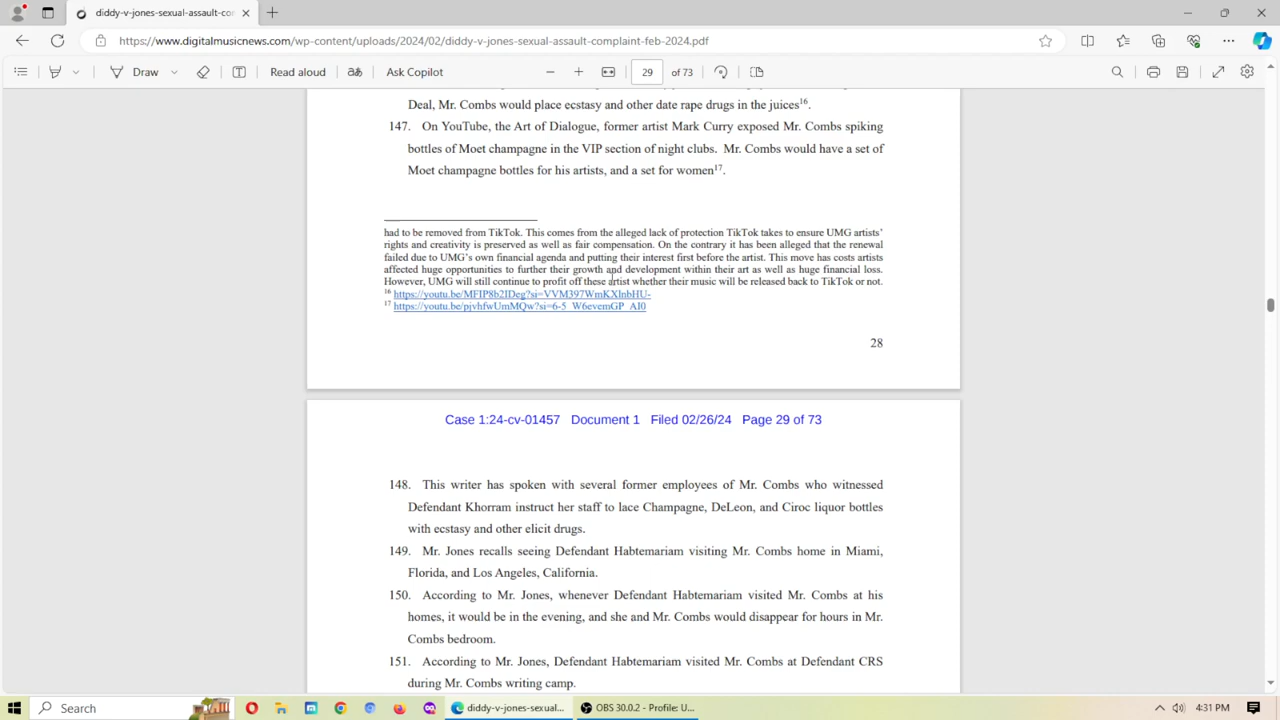 diddy-v-jones-sexual-assault-con
https://www.digitalmusicnews.com/wp-content/uploads/2024/02/diddy-v-jones-sexual-assault-complaint-feb-2024.pdf
Draw
Read aloud
Ask Copilot
29 of 73
Deal, Mr. Combs would place ecstasy and other date rape drugs in the juices16.
147. On YouTube, the Art of Dialogue, former artist Mark Curry exposed Mr. Combs spiking
bottles of Moet champagne in the VIP section of night clubs. Mr. Combs would have a set of
Moet champagne bottles for his artists, and a set for women17.
had to be removed from TikTok. This comes from the alleged lack of protection TikTok takes to ensure UMG artists'
rights and creativity is preserved as well as fair compensation. On the contrary it has been alleged that the renewal
failed due to UMG's own financial agenda and putting their interest first before the artist. This move has costs artists
affected huge opportunities to further their growth and development within their art as well as huge financial loss.
However, UMG will still continue to profit off these artist whether their music will be released back to TikTok or not.
16 https://youtu.be/MFIP8b2IDeg?si=VVM397WmKXlnbHU-
17 https://youtu.be/pjvhfwUmMQw?si=6-5_W6evemGP_AI0
28
Case 1:24-cv-01457 Document 1 Filed 02/26/24 Page 29 of 73
148. This writer has spoken with several former employees of Mr. Combs who witnessed
Defendant Khorram instruct her staff to lace Champagne, DeLeon, and Ciroc liquor bottles
with ecstasy and other elicit drugs.
149. Mr. Jones recalls seeing Defendant Habtemariam visiting Mr. Combs home in Miami,
Florida, and Los Angeles, California.
150. According to Mr. Jones, whenever Defendant Habtemariam visited Mr. Combs at his
homes, it would be in the evening, and she and Mr. Combs would disappear for hours in Mr.
Combs bedroom.
151. According to Mr. Jones, Defendant Habtemariam visited Mr. Combs at Defendant CRS
during Mr. Combs writing camp.
Search
diddy-v-jones-sexual...
OBS 30.0.2 - Profile: U...
4:31 PM